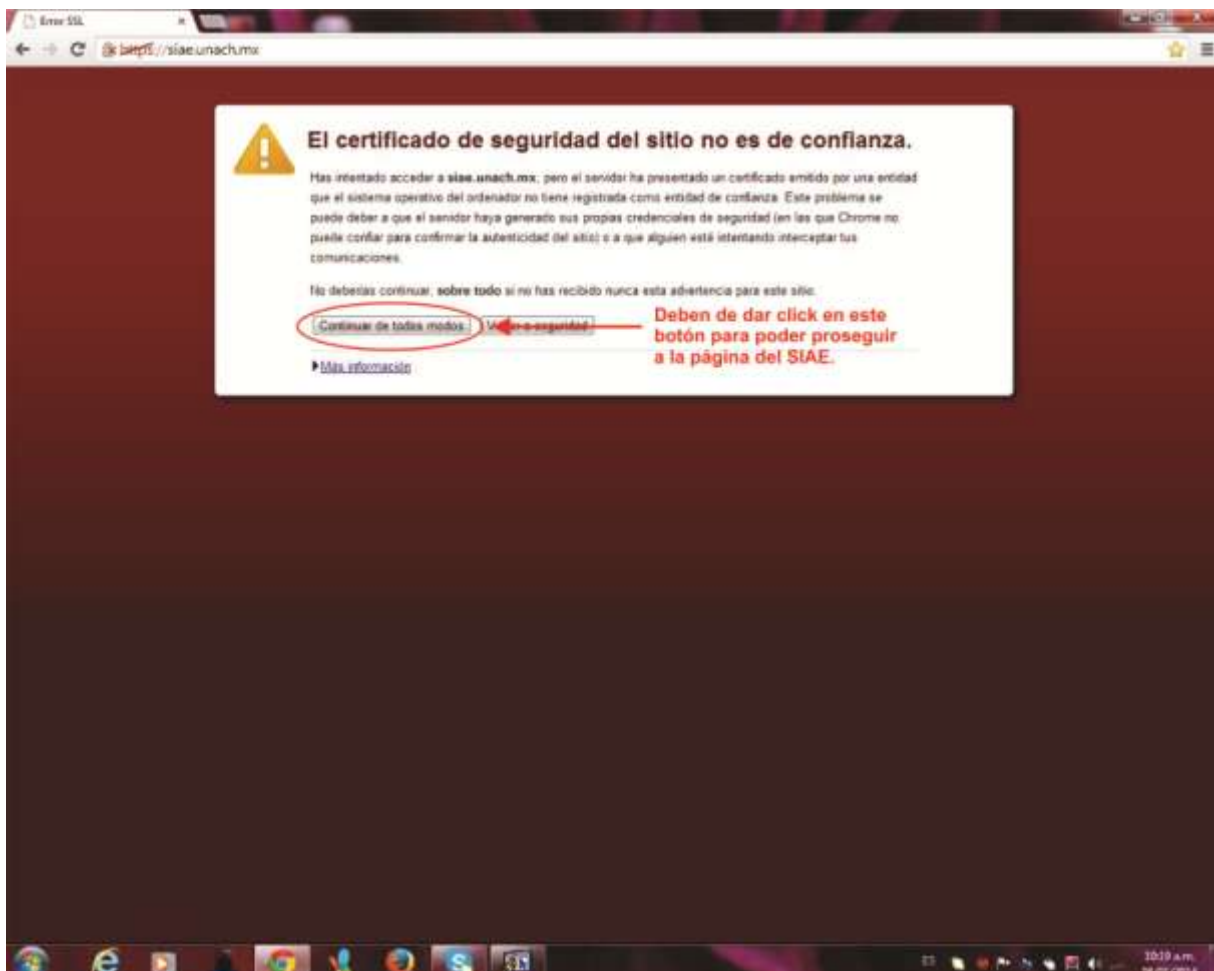 Error SSL
https://siae.unach.mx
El certificado de seguridad del sitio no es de confianza.
Has intentado acceder a siae.unach.mx, pero el servidor ha presentado un certificado emitido por una entidad
que el sistema operativo del ordenador no tiene registrada como entidad de confianza. Este problema se
puede deber a que el servidor haya generado sus propias credenciales de seguridad (en las que Chrome no
puede confiar para confirmar la autenticidad del sitio) o a que alguien está intentando interceptar tus
comunicaciones.
No deberías continuar, sobre todo si no has recibido nunca esta advertencia para este sitio.
Continuar de todos modos
a seguridad
Deben de dar click en este
botón para poder proseguir
a la página del SIAE.
Más información
ES
10:19 a.m.